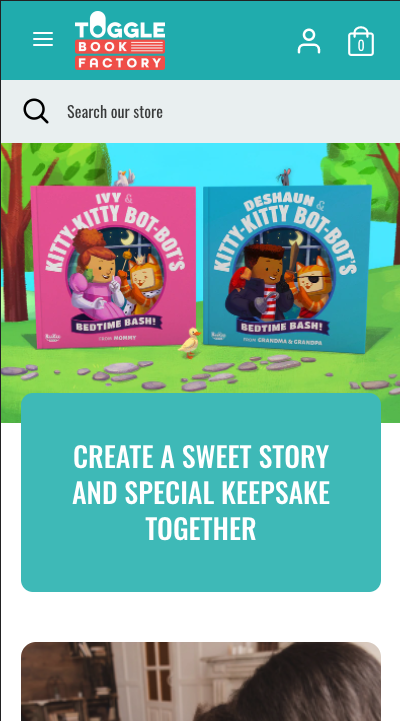 TOGGLE
BOOK
FACTORY
0
Search our store
IVY &
KITTY-KITTY BOT-BOT'S
BEDTIME BASH!
FROM MOMMY
DESHAUN &
KITTY-KITTY BOT-BOT'S
BEDTIME BASH!
FROM GRANDMA & GRANDPA
CREATE A SWEET STORY
AND SPECIAL KEEPSAKE
TOGETHER